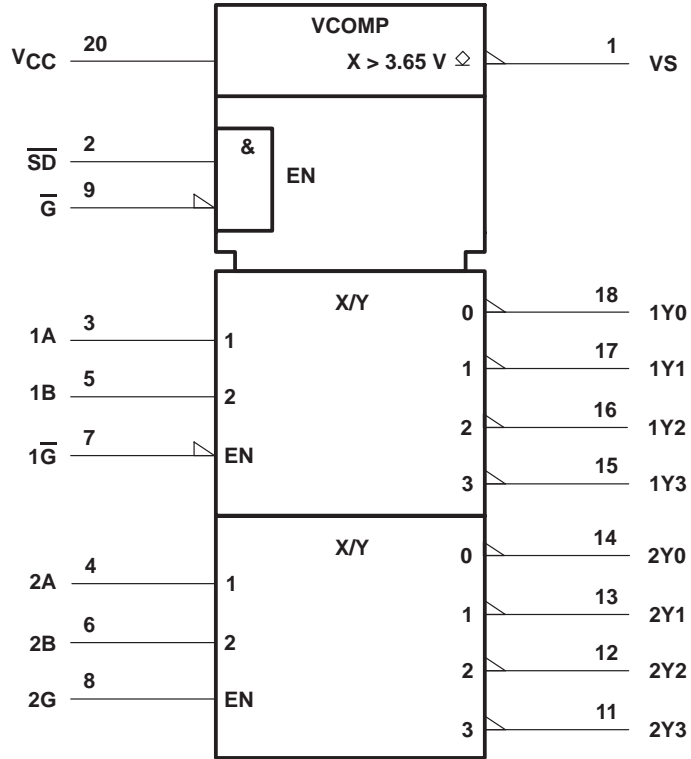 VCOMP
VCC 20 X > 3.65 V 1 VS
S̅D̅ 2 &
EN
G̅ 9
X/Y
0 18 1Y0
1A 3 1
1 17 1Y1
1B 5 2
2 16 1Y2
1G̅ 7 EN
3 15 1Y3
X/Y
0 14 2Y0
2A 4 1
1 13 2Y1
2B 6 2
2 12 2Y2
2G 8 EN
3 11 2Y3